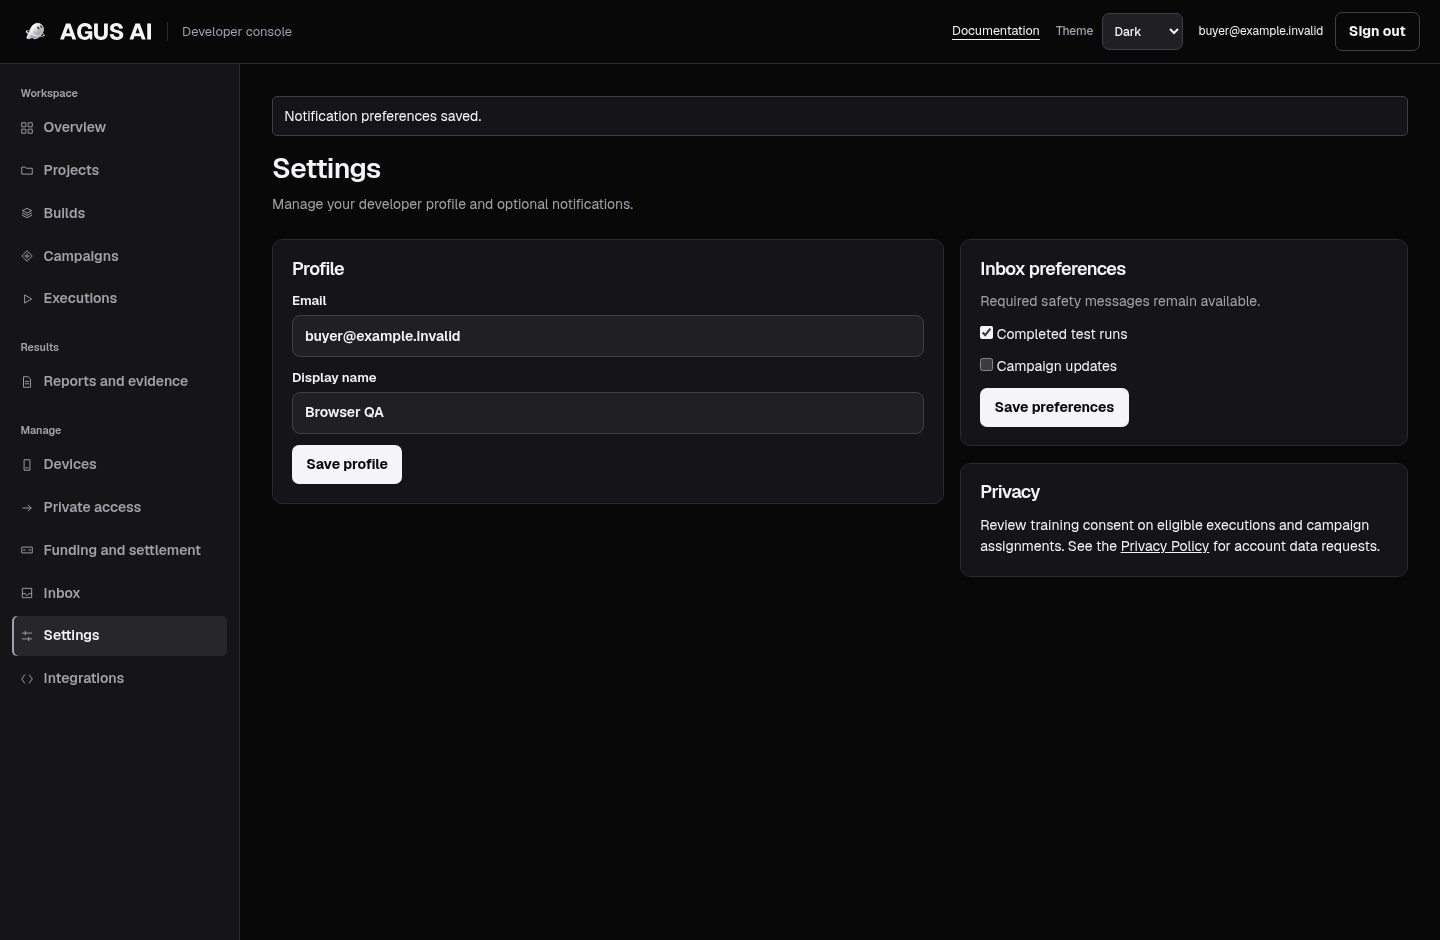 AGUS AI
Developer console
Documentation
Theme
Dark
buyer@example.invalid
Sign out
Workspace
Overview
Projects
Builds
Campaigns
Executions
Results
Reports and evidence
Manage
Devices
Private access
Funding and settlement
Inbox
Settings
Integrations
Notification preferences saved.
Settings
Manage your developer profile and optional notifications.
Profile
Email
buyer@example.invalid
Display name
Browser QA
Save profile
Inbox preferences
Required safety messages remain available.
Completed test runs
Campaign updates
Save preferences
Privacy
Review training consent on eligible executions and campaign
assignments. See the Privacy Policy for account data requests.